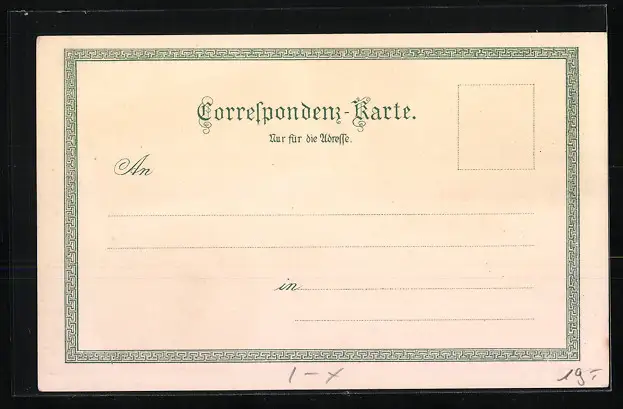 Correſpondenz-Karte.
Nur für die Adreſſe.
An
in
1-x
19.-